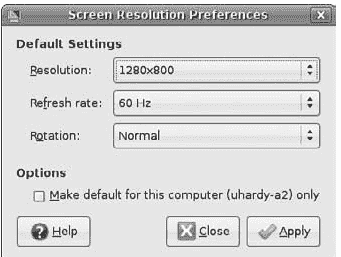 Screen Resolution Preferences
Default Settings
Resolution: 1280x800
Refresh rate: 60 Hz
Rotation: Normal
Options
Make default for this computer (uhardy-a2) only
Help Close Apply